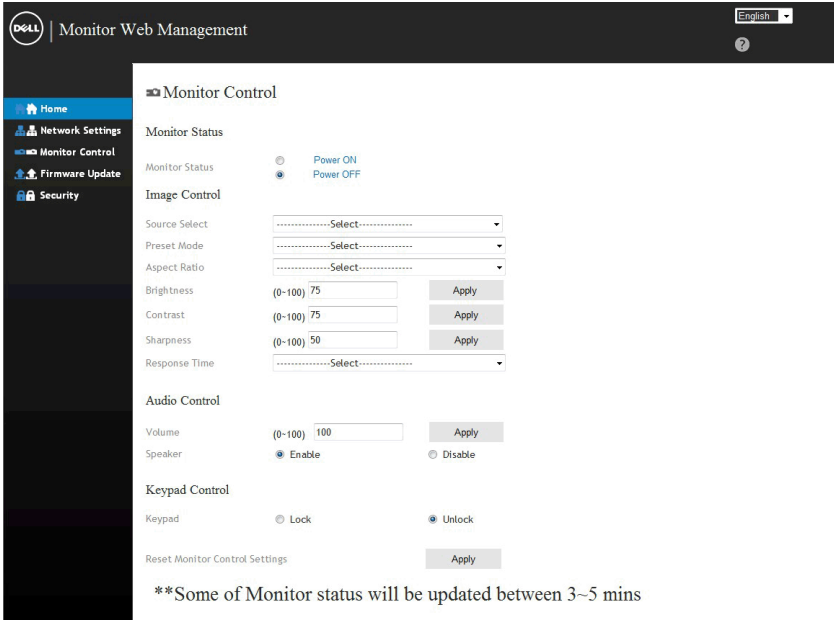 DELL | Monitor Web Management
English
?
Home
Network Settings
Monitor Control
Firmware Update
Security
Monitor Control
Monitor Status
Monitor Status
Power ON
Power OFF
Image Control
Source Select ---------------Select---------------
Preset Mode ---------------Select---------------
Aspect Ratio ---------------Select---------------
Brightness (0~100) 75 Apply
Contrast (0~100) 75 Apply
Sharpness (0~100) 50 Apply
Response Time ---------------Select---------------
Audio Control
Volume (0~100) 100 Apply
Speaker Enable Disable
Keypad Control
Keypad Lock Unlock
Reset Monitor Control Settings Apply
**Some of Monitor status will be updated between 3~5 mins